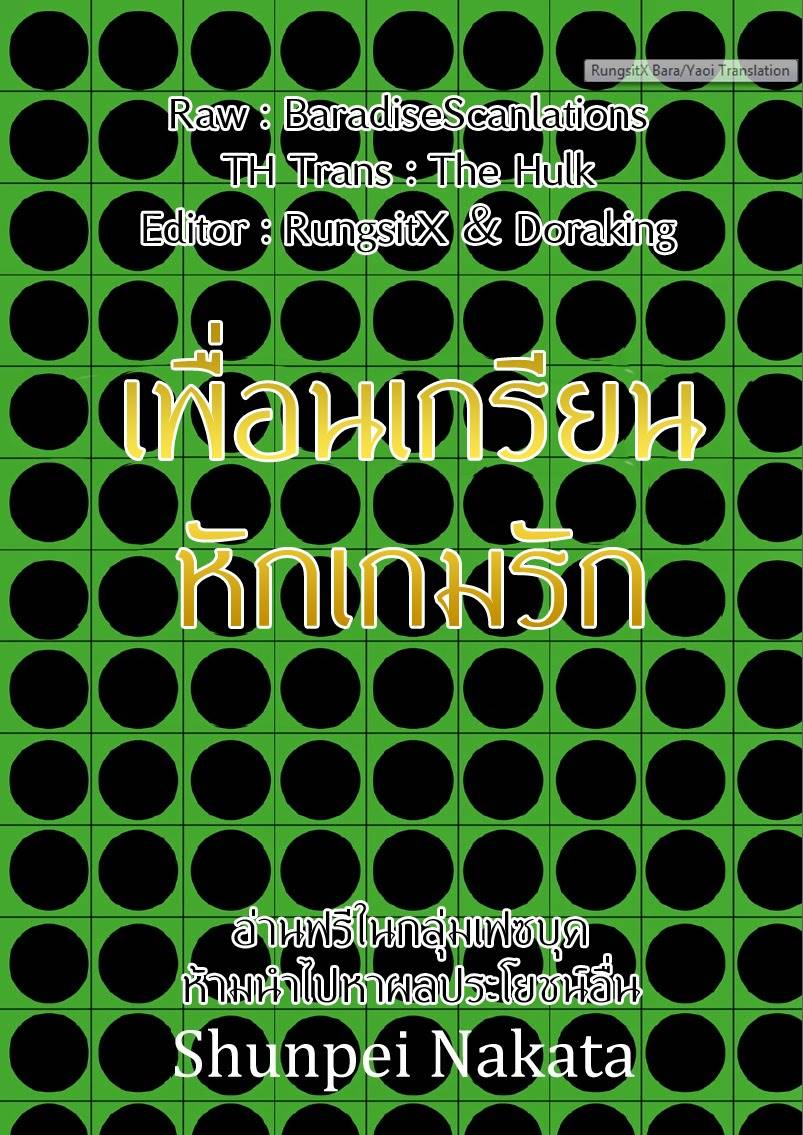 RungsitX Bara/Yaoi Translation
Raw : BaradiseScanlations
TH Trans : The Hulk
Editor : RungsitX & Doraking
เพื่อนเกรียน
หักเกมรัก
อ่านฟรีในกลุ่มเฟซบุค
ห้ามนำไปหาผลประโยชน์อื่น
Shunpei Nakata